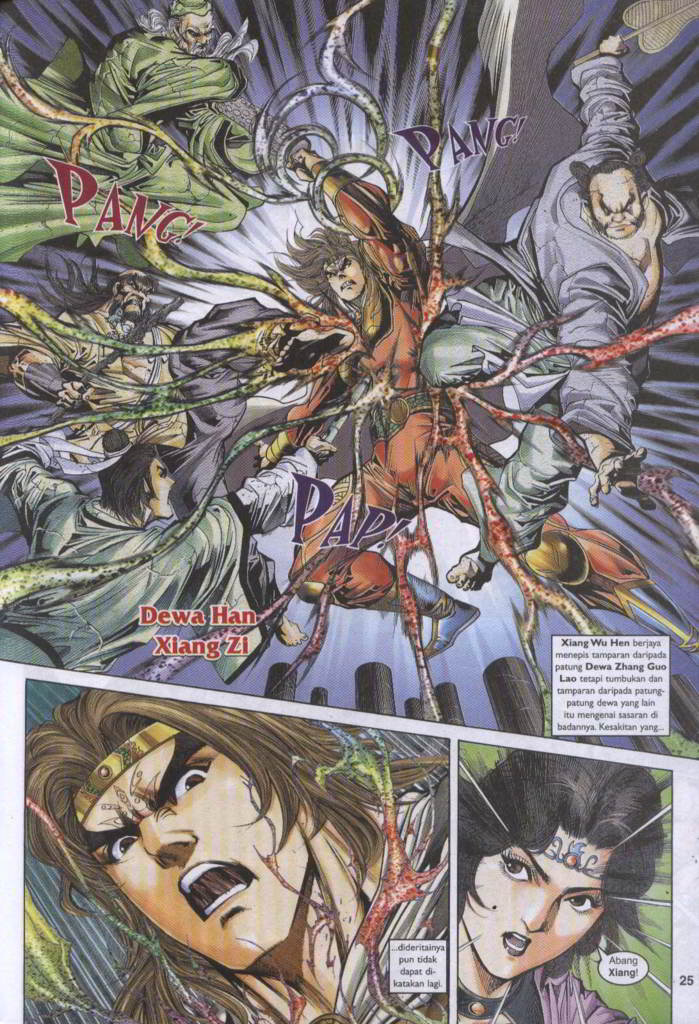 PANG!
PANG!
PAP!
Dewa Han
Xiang Zi
Xiang Wu Hen berjaya
menepis tamparan daripada
patung Dewa Zhang Guo
Lao tetapi tumbukan dan
tamparan daripada patung-
patung dewa yang lain
itu mengenai sasaran di
badannya. Kesakitan yang...
...dideritainya
pun tidak
dapat di-
katakan lagi.
Abang
Xiang!
25